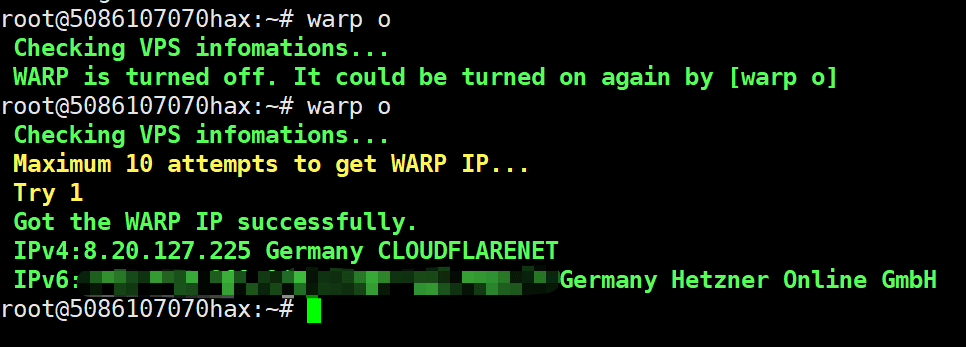 root@5086107070hax:~# warp o
Checking VPS infomations...
WARP is turned off. It could be turned on again by [warp o]
root@5086107070hax:~# warp o
Checking VPS infomations...
Maximum 10 attempts to get WARP IP...
Try 1
Got the WARP IP successfully.
IPv4:8.20.127.225 Germany CLOUDFLARENET
IPv6: Germany Hetzner Online GmbH
root@5086107070hax:~#